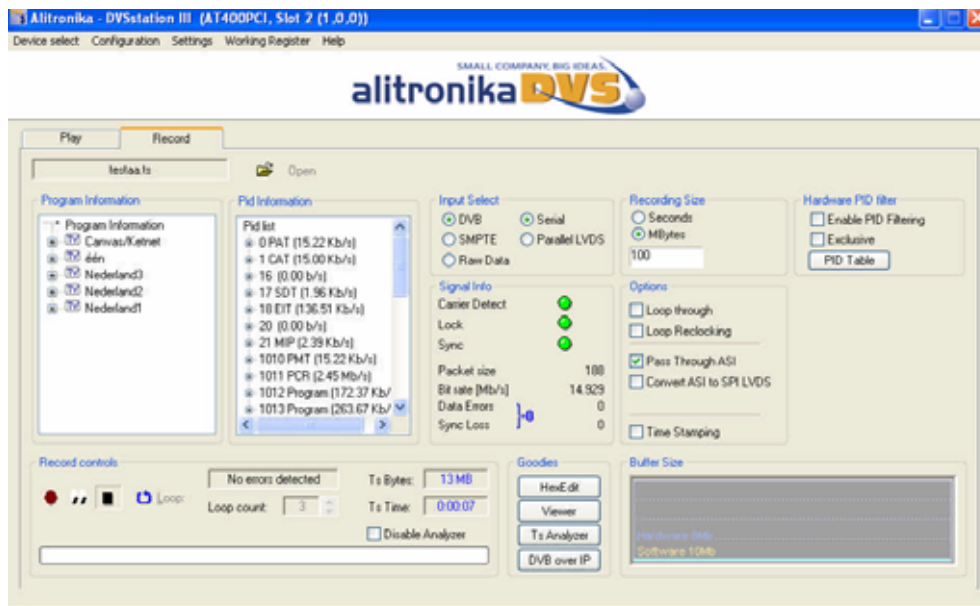 Alitronika - DVSstation III (AT400PCI, Slot 2 (1,0,0))
Device select Configuration Settings Working Register Help
SMALL COMPANY, BIG IDEAS.
alitronika DVS
Play Record
testaa.ts Open
Program Information
Program Information
Canvas/Ketnet
één
Nederland3
Nederland2
Nederland1
Pid Information
Pid list
0 PAT (15.22 Kb/s)
1 CAT (15.00 Kb/s)
16 (0.00 b/s)
17 SDT (1.96 Kb/s)
18 EIT (136.51 Kb/s)
20 (0.00 b/s)
21 MIP (2.39 Kb/s)
1010 PMT (15.22 Kb/s)
1011 PCR (2.45 Mb/s)
1012 Program (172.37 Kb/
1013 Program (263.67 Kb/
Input Select
DVB Serial
SMPTE Parallel LVDS
Raw Data
Signal Info
Carrier Detect
Lock
Sync
Packet size 188
Bit rate [Mb/s] 14.929
Data Errors 0
Sync Loss 0
Recording Size
Seconds
MBytes
100
Options
Loop through
Loop Reclocking
Pass Through ASI
Convert ASI to SPI LVDS
Time Stamping
Hardware PID filter
Enable PID Filtering
Exclusive
PID Table
Record controls
Loop:
No errors detected
Loop count: 3
Ts Bytes: 13 MB
Ts Time: 0:00:07
Disable Analyzer
Goodies
HexEdit
Viewer
Ts Analyzer
DVB over IP
Buffer Size
Hardware 0Mb
Software 10Mb